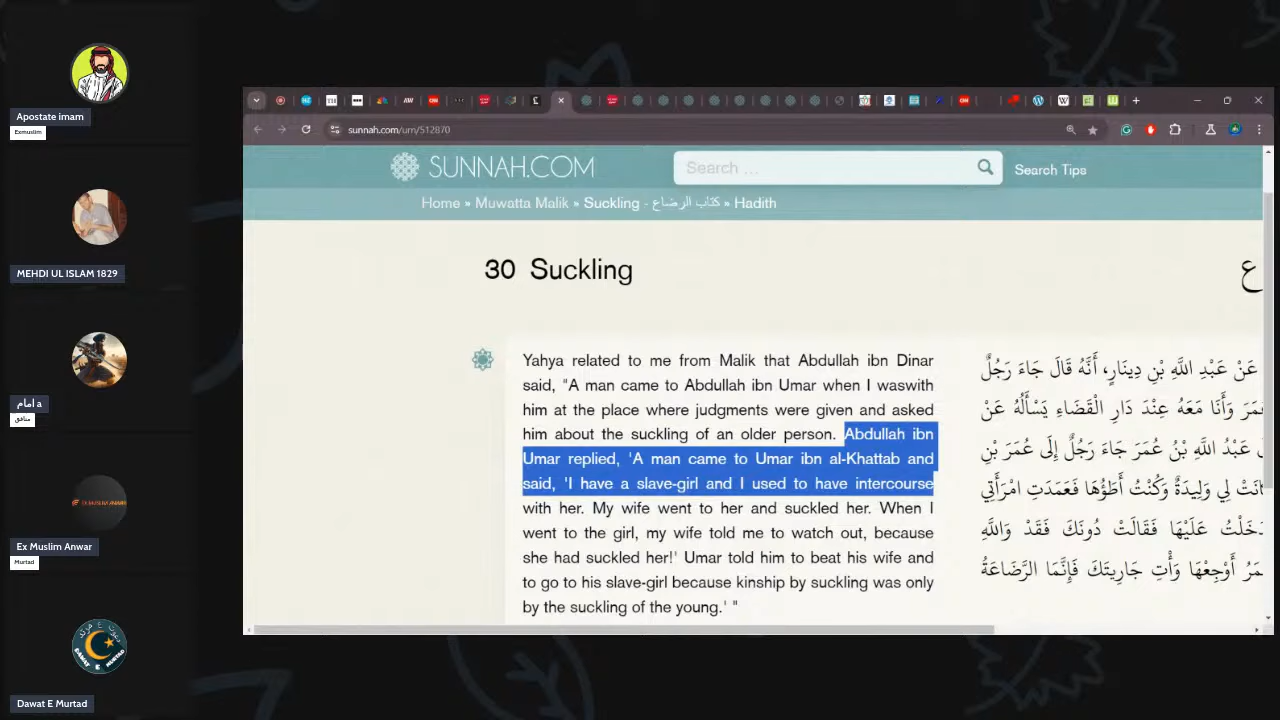 Apostate imam
Exmuslim
MEHDI UL ISLAM 1829
امام a
منافق
EX MUSLIM ANWAR
Ex Muslim Anwar
Murtad
DAWAT E MURTAD
Dawat E Murtad
sunnah.com/urn/512870
SUNNAH.COM
Search ...
Search Tips
Home » Muwatta Malik » Suckling - كتاب الرضاع » Hadith
30 Suckling
ع
Yahya related to me from Malik that Abdullah ibn Dinar
said, "A man came to Abdullah ibn Umar when I waswith
him at the place where judgments were given and asked
him about the suckling of an older person. Abdullah ibn
Umar replied, 'A man came to Umar ibn al-Khattab and
said, 'I have a slave-girl and I used to have intercourse
with her. My wife went to her and suckled her. When I
went to the girl, my wife told me to watch out, because
she had suckled her!' Umar told him to beat his wife and
to go to his slave-girl because kinship by suckling was only
by the suckling of the young.' "
عَنْ عَبْدِ اللَّهِ بْنِ دِينَارٍ، أَنَّهُ قَالَ جَاءَ رَجُلٌ
وَأَنَا مَعَهُ عِنْدَ دَارِ الْقَضَاءِ يَسْأَلُهُ عَنْ
عَبْدُ اللَّهِ بْنُ عُمَرَ جَاءَ رَجُلٌ إِلَى عُمَرَ بْنِ
لِي وَلِيدَةٌ وَكُنْتُ أَطَؤُهَا فَعَمَدَتِ امْرَأَتِي
عَلَيْهَا فَقَالَتْ دُونَكَ فَقَدْ وَاللَّهِ
أَوْجِعْهَا وَأْتِ جَارِيَتَكَ فَإِنَّمَا الرَّضَاعَةُ